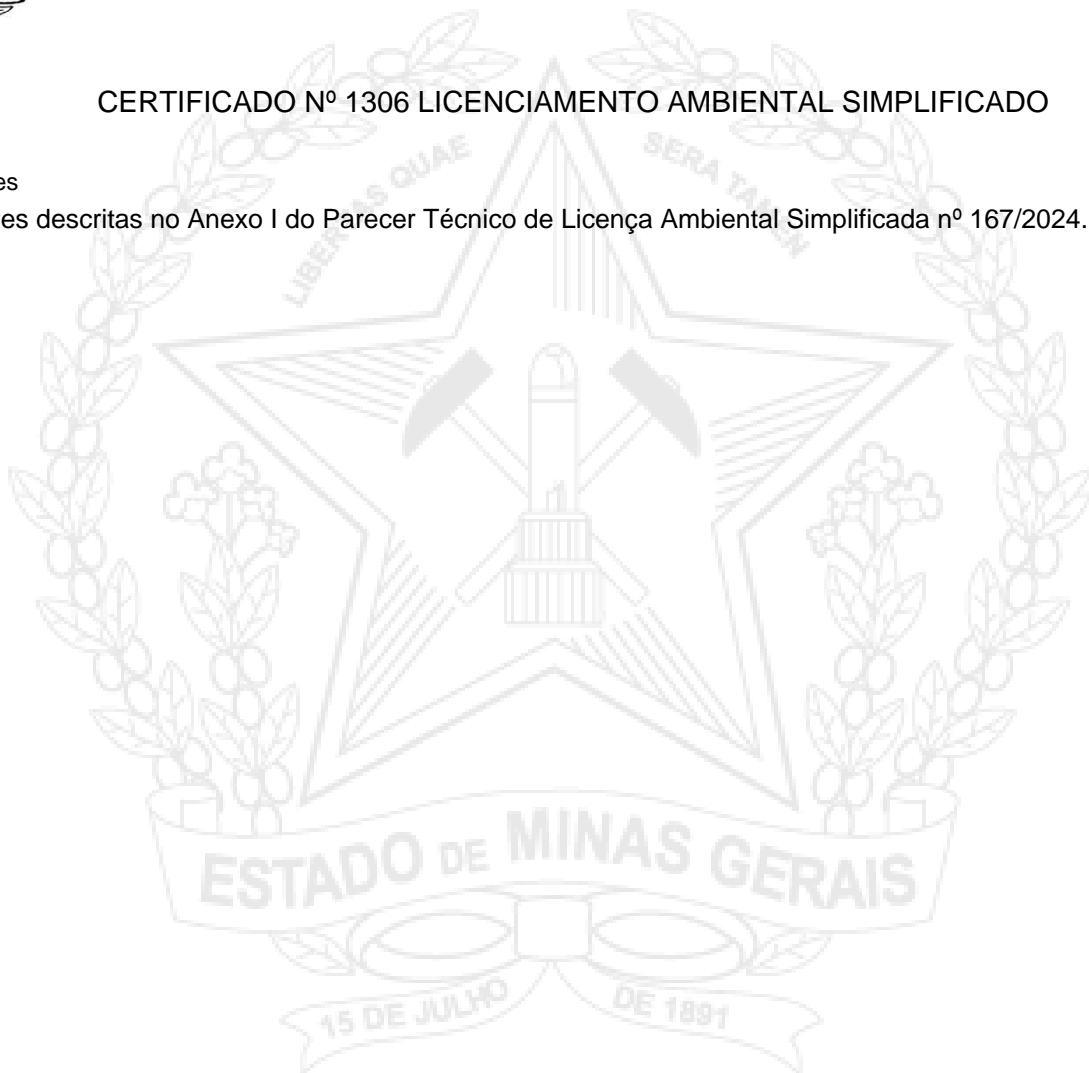 CERTIFICADO Nº 1306 LICENCIAMENTO AMBIENTAL SIMPLIFICADO
LIBERTAS QUAE SERA TAMEN
es
es descritas no Anexo I do Parecer Técnico de Licença Ambiental Simplificada nº 167/2024.
ESTADO DE MINAS GERAIS
15 DE JULHO DE 1891